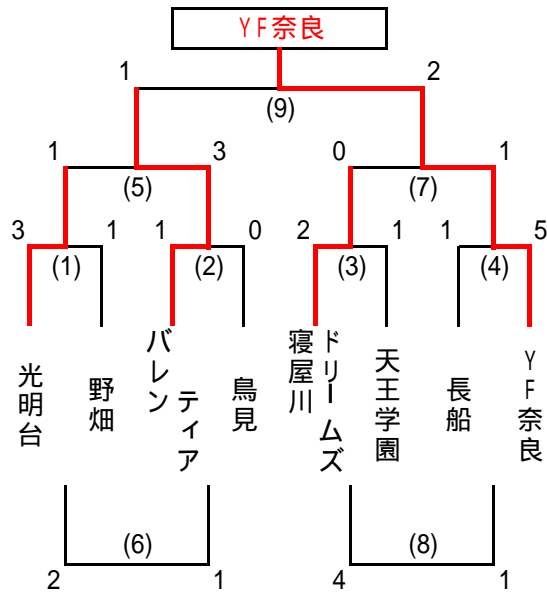 YF奈良
1 2
(9)
1 3 0 1
(5) (7)
3 1 1 0 2 1 1 5
(1) (2) (3) (4)
光明台
野畑
バレン
ティア
鳥見
寝屋川
ドリームズ
天王学園
長船
YF奈良
(6) (8)
2 1 4 1